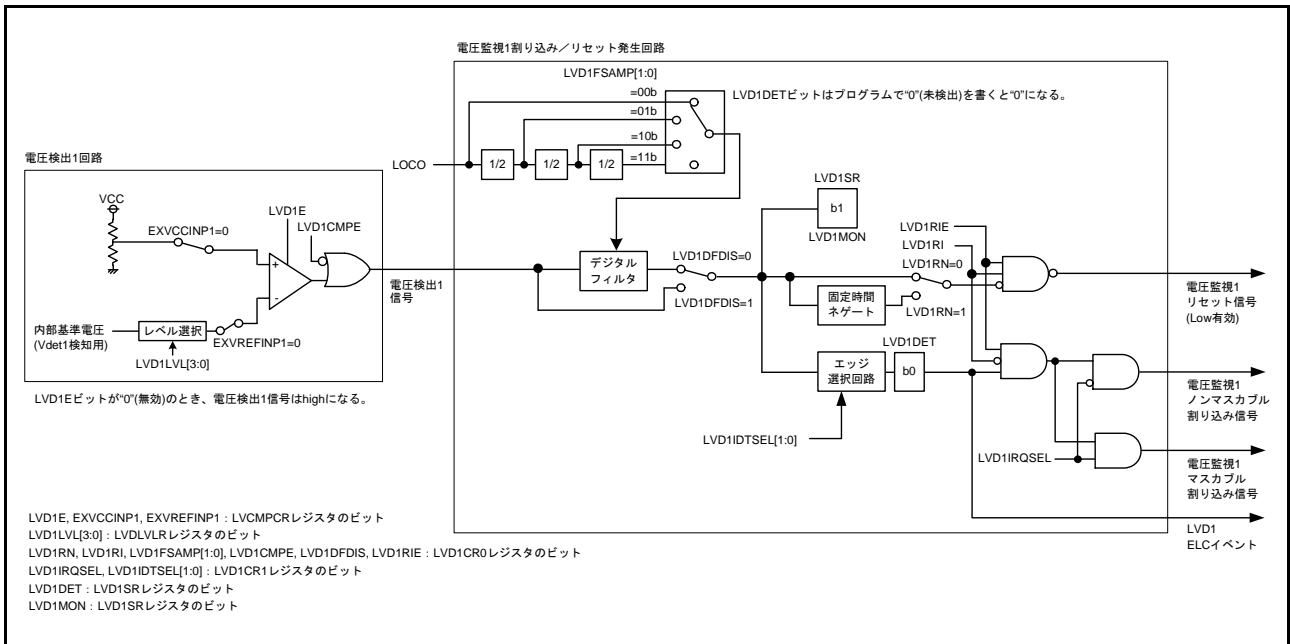 電圧監視1割り込み／リセット発生回路
LVD1FSAMP[1:0]
=00b
=01b
=10b
=11b
LVD1DETビットはプログラムで“0”(未検出)を書くと“0”になる。
LOCO
1/2
1/2
1/2
電圧検出1回路
VCC
EXVCCINP1=0
LVD1E
LVD1CMPE
+
-
内部基準電圧
(Vdet1検知用)
レベル選択
EXVREFINP1=0
LVD1LVL[3:0]
LVD1Eビットが“0”(無効)のとき、電圧検出1信号はhighになる。
電圧検出1
信号
デジタル
フィルタ
LVD1DFDIS=0
LVD1DFDIS=1
LVD1SR
b1
LVD1MON
LVD1RIE
LVD1RI
LVD1RN=0
固定時間
ネゲート
LVD1RN=1
電圧監視1
リセット信号
(Low有効)
エッジ
選択回路
LVD1DET
b0
LVD1IDTSEL[1:0]
電圧監視1
ノンマスカブル
割り込み信号
LVD1IRQSEL
電圧監視1
マスカブル
割り込み信号
LVD1
ELCイベント
LVD1E, EXVCCINP1, EXVREFINP1 : LVCMPCRレジスタのビット
LVD1LVL[3:0] : LVDLVLRレジスタのビット
LVD1RN, LVD1RI, LVD1FSAMP[1:0], LVD1CMPE, LVD1DFDIS, LVD1RIE : LVD1CR0レジスタのビット
LVD1IRQSEL, LVD1IDTSEL[1:0] : LVD1CR1レジスタのビット
LVD1DET : LVD1SRレジスタのビット
LVD1MON : LVD1SRレジスタのビット